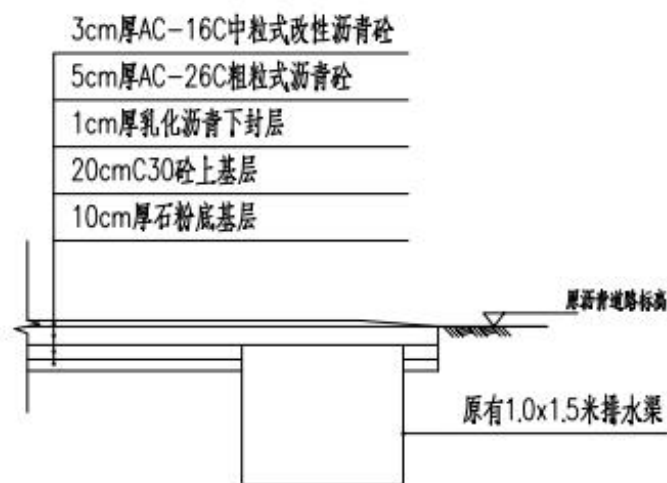 3cm厚AC-16C中粒式改性沥青砼
5cm厚AC-26C粗粒式沥青砼
1cm厚乳化沥青下封层
20cmC30砼上基层
10cm厚石粉底基层
厚沥青道路标高
原有1.0x1.5米排水渠